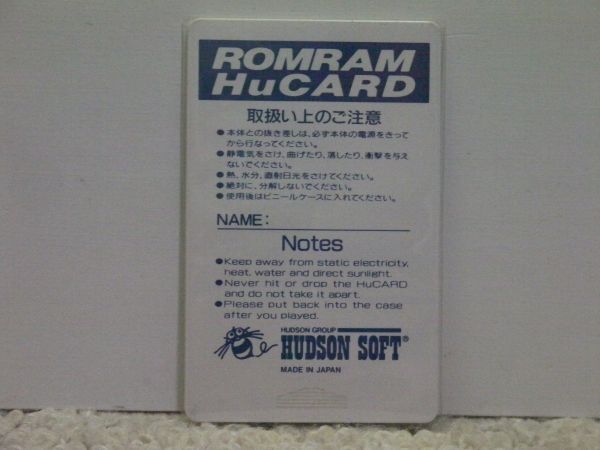 ROMRAM
HuCARD
取扱い上のご注意
●本体との抜き差しは、必ず本体の電源をきって
から行なってください。
●静電気をさけ、曲げたり、落したり、衝撃を与え
ないでください。
●熱、水分、直射日光をさけてください。
●絶対に、分解しないでください。
●使用後はビニールケースに入れてください。
NAME:
Notes
●Keep away from static electricity,
heat, water and direct sunlight.
●Never hit or drop the HuCARD
and do not take it apart.
●Please put back into the case
after you played.
HUDSON GROUP
HUDSON SOFT®
MADE IN JAPAN